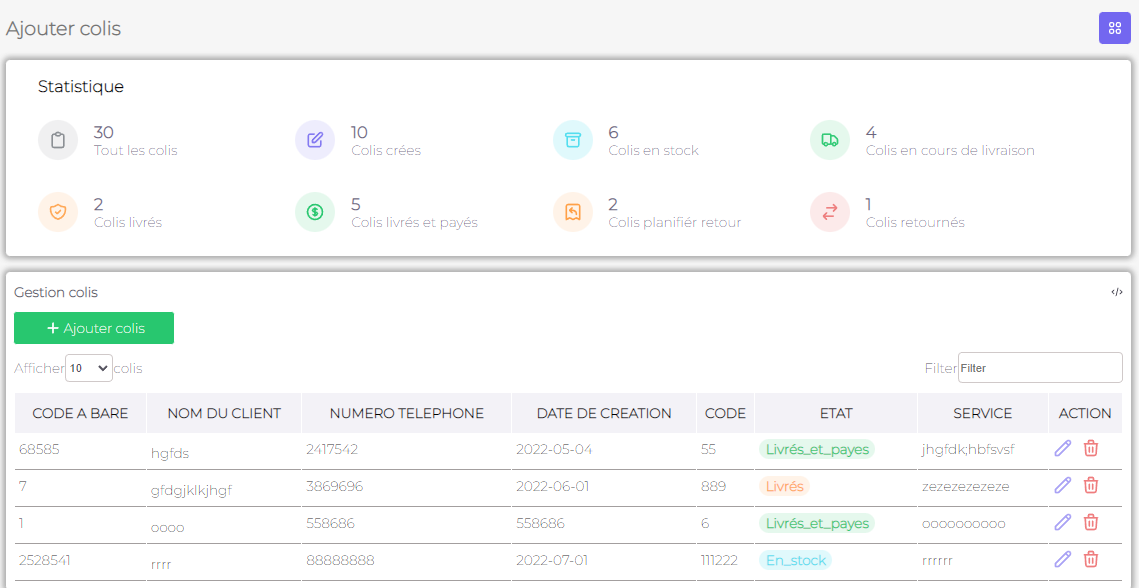 Ajouter colis
Statistique
30
Tout les colis
10
Colis crées
6
Colis en stock
4
Colis en cours de livraison
2
Colis livrés
5
Colis livrés et payés
2
Colis planifiér retour
1
Colis retournés
Gestion colis
+ Ajouter colis
Afficher 10 colis
Filter Filter
CODE A BARE NOM DU CLIENT NUMERO TELEPHONE DATE DE CREATION CODE ETAT SERVICE ACTION
68585 hgfds 2417542 2022-05-04 55 Livrés_et_payes jhgfdk;hbfsvsf
7 gfdgjklkjhgf 3869696 2022-06-01 889 Livrés zezezezezeze
1 oooo 558686 558686 6 Livrés_et_payes oooooooooo
2528541 rrrr 88888888 2022-07-01 111222 En_stock rrrrrr